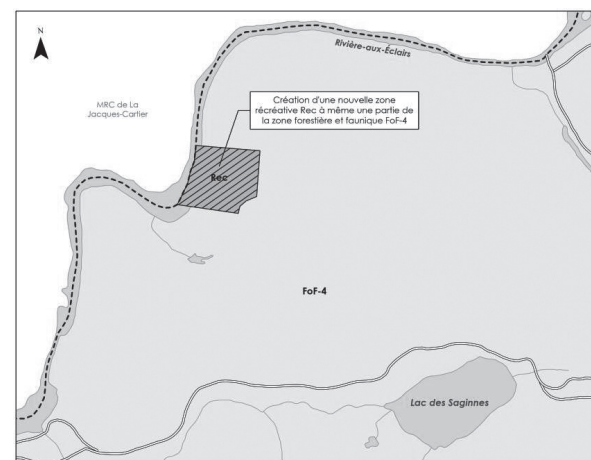 N
Rivière-aux-Éclairs
MRC de La
Jacques-Cartier
Création d'une nouvelle zone
récréative Rec à même une partie de
la zone forestière et faunique FoF-4
Rec
FoF-4
Lac des Saginnes